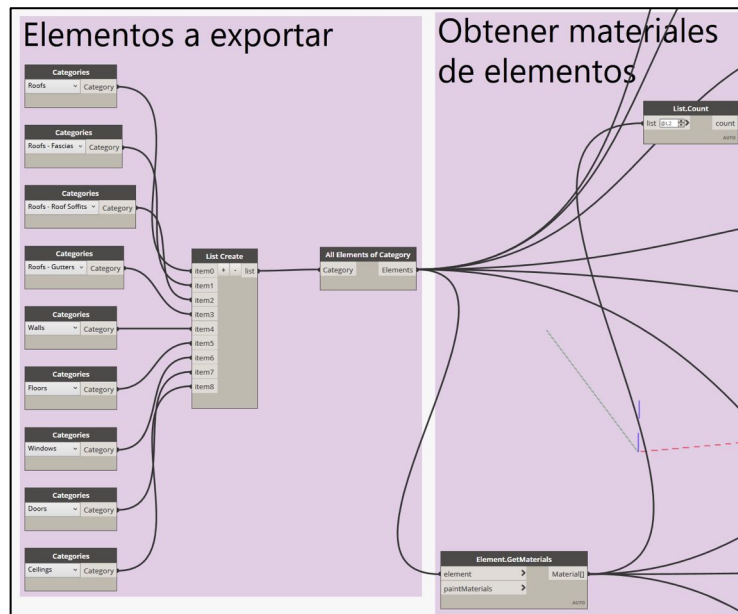 Elementos a exportar
Categories
Roofs
Category
Categories
Roofs - Fascias
Category
Categories
Roofs - Roof Soffits
Category
Categories
Roofs - Gutters
Category
Categories
Walls
Category
Categories
Floors
Category
Categories
Windows
Category
Categories
Doors
Category
Categories
Ceilings
Category
List Create
item0 + - list
item1
item2
item3
item4
item5
item6
item7
item8
All Elements of Category
Category Elements
Obtener materiales
de elementos
List.Count
list @L2 > count
AUTO
Element.GetMaterials
element > Material[]
paintMaterials >
AUTO